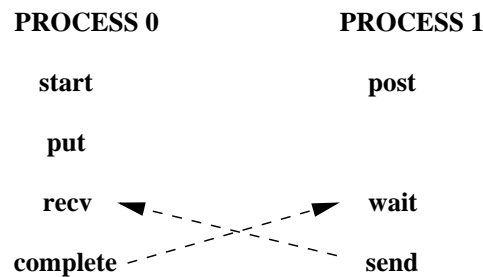 PROCESS 0 PROCESS 1
start post
put
recv wait
complete send